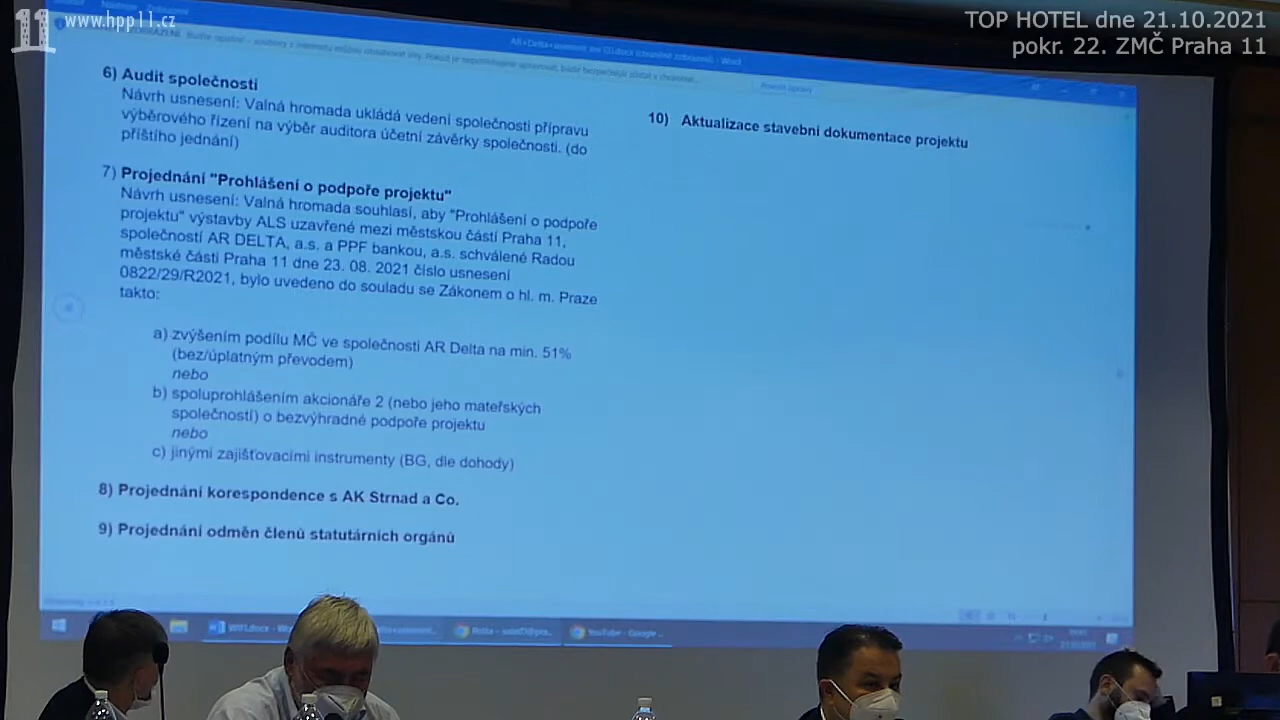 11 www.hpp11.cz
TOP HOTEL dne 21.10.2021
pokr. 22. ZMČ Praha 11
- Word
6) Audit společnosti
Návrh usnesení: Valná hromada ukládá vedení společnosti přípravu
výběrového řízení na výběr auditora účetní závěrky společnosti. (do
příštího jednání)
7) Projednání "Prohlášení o podpoře projektu"
Návrh usnesení: Valná hromada souhlasí, aby "Prohlášení o podpoře
projektu" výstavby ALS uzavřené mezi městskou částí Praha 11,
společností AR DELTA, a.s. a PPF bankou, a.s. schválené Radou
městské části Praha 11 dne 23. 08. 2021 číslo usnesení
0822/29/R2021, bylo uvedeno do souladu se Zákonem o hl. m. Praze
takto:
a) zvýšením podílu MČ ve společnosti AR Delta na min. 51%
(bez/úplatným převodem)
nebo
b) spoluprohlášením akcionáře 2 (nebo jeho mateřských
společností) o bezvýhradné podpoře projektu
nebo
c) jinými zajišťovacími instrumenty (BG, dle dohody)
8) Projednání korespondence s AK Strnad a Co.
9) Projednání odměn členů statutárních orgánů
10) Aktualizace stavební dokumentace projektu
YouTube - Google ...